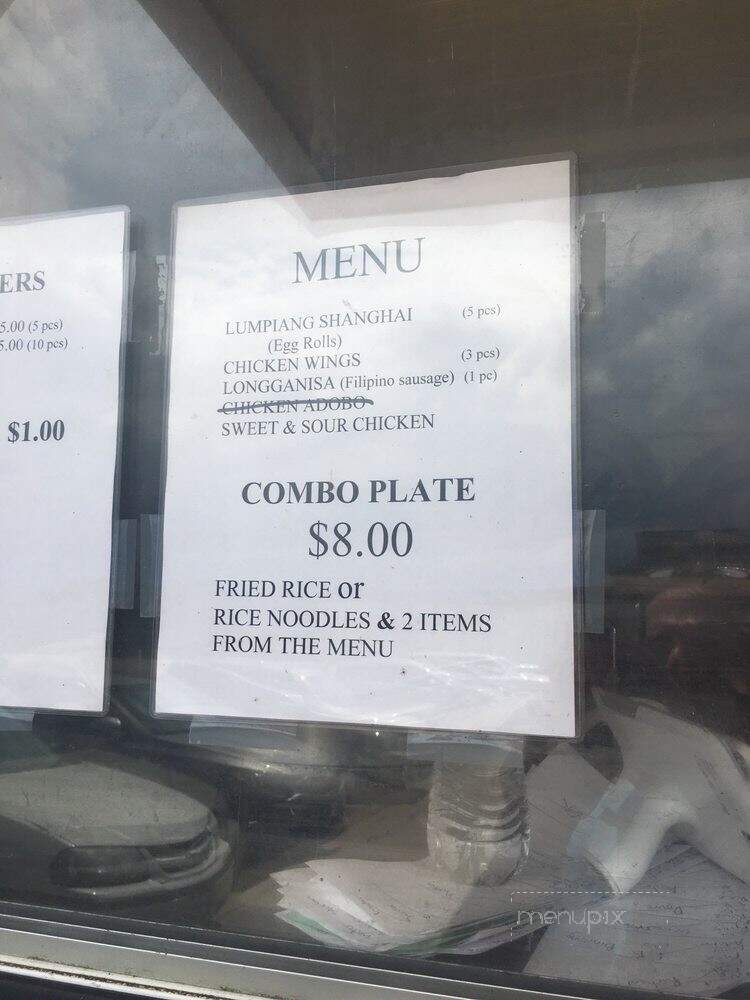 ERS
5.00 (5 pcs)
5.00 (10 pcs)
$1.00
MENU
LUMPIANG SHANGHAI (5 pcs)
(Egg Rolls)
CHICKEN WINGS (3 pcs)
LONGGANISA (Filipino sausage) (1 pc)
CHICKEN ADOBO
SWEET & SOUR CHICKEN
COMBO PLATE
$8.00
FRIED RICE or
RICE NOODLES & 2 ITEMS
FROM THE MENU
menupix